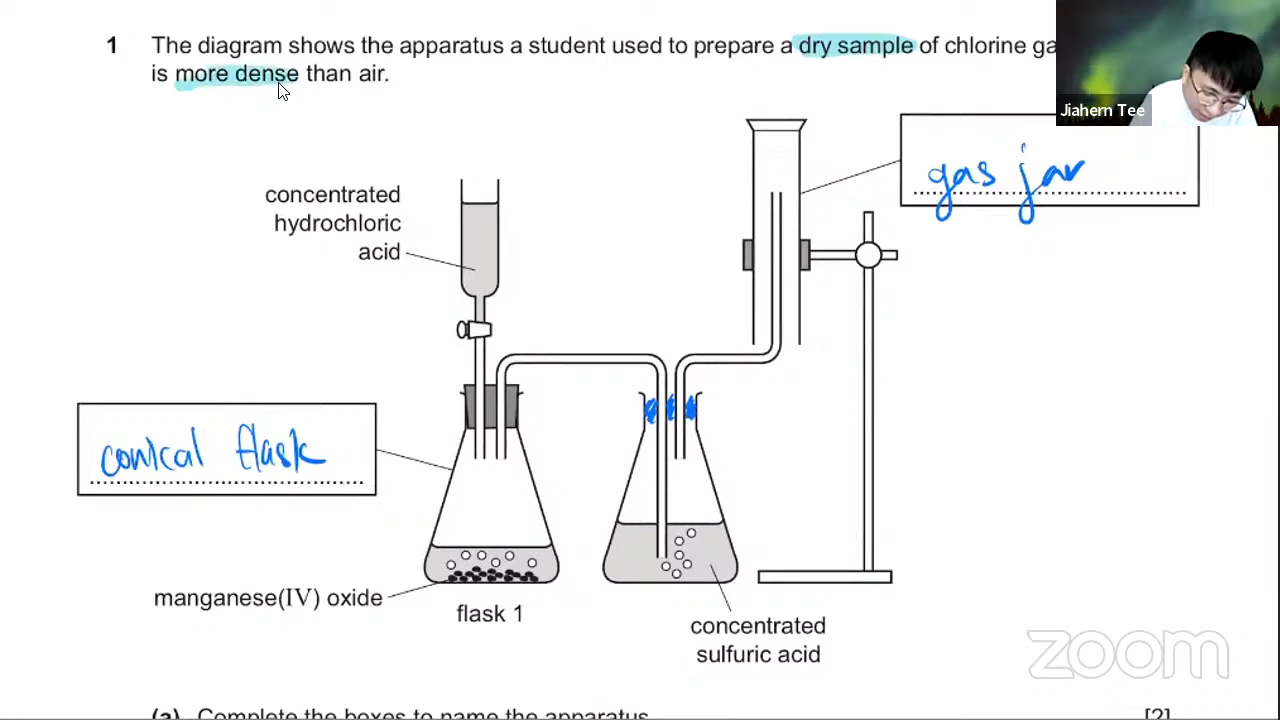 1 The diagram shows the apparatus a student used to prepare a dry sample of chlorine ga
is more dense than air.
Jiahern Tee
gas jar
concentrated
hydrochloric
acid
conical flask
manganese(IV) oxide
flask 1
concentrated
sulfuric acid
zoom
(a) Complete the boxes to name the apparatus. [2]